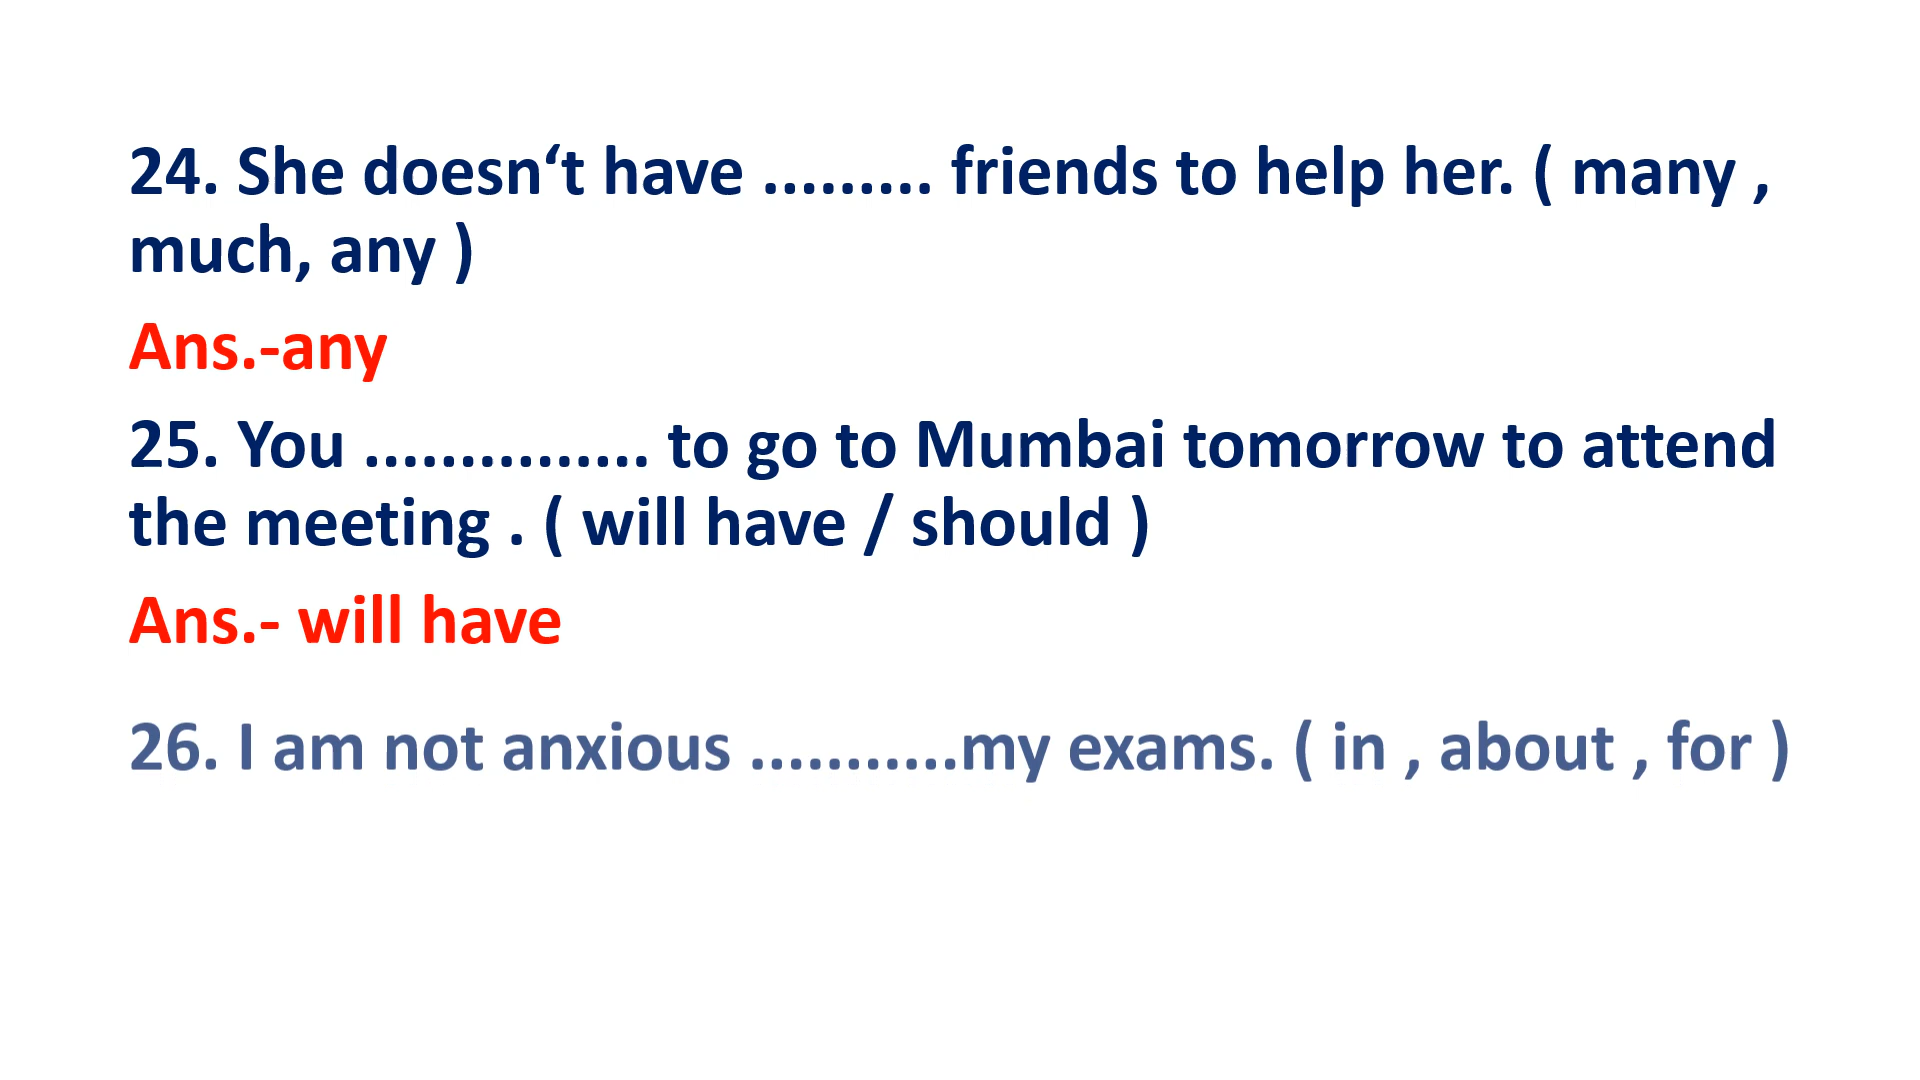 24. She doesn‘t have ......... friends to help her. ( many ,
much, any )
Ans.-any
25. You ............... to go to Mumbai tomorrow to attend
the meeting . ( will have / should )
Ans.- will have
26. I am not anxious ...........my exams. ( in , about , for )